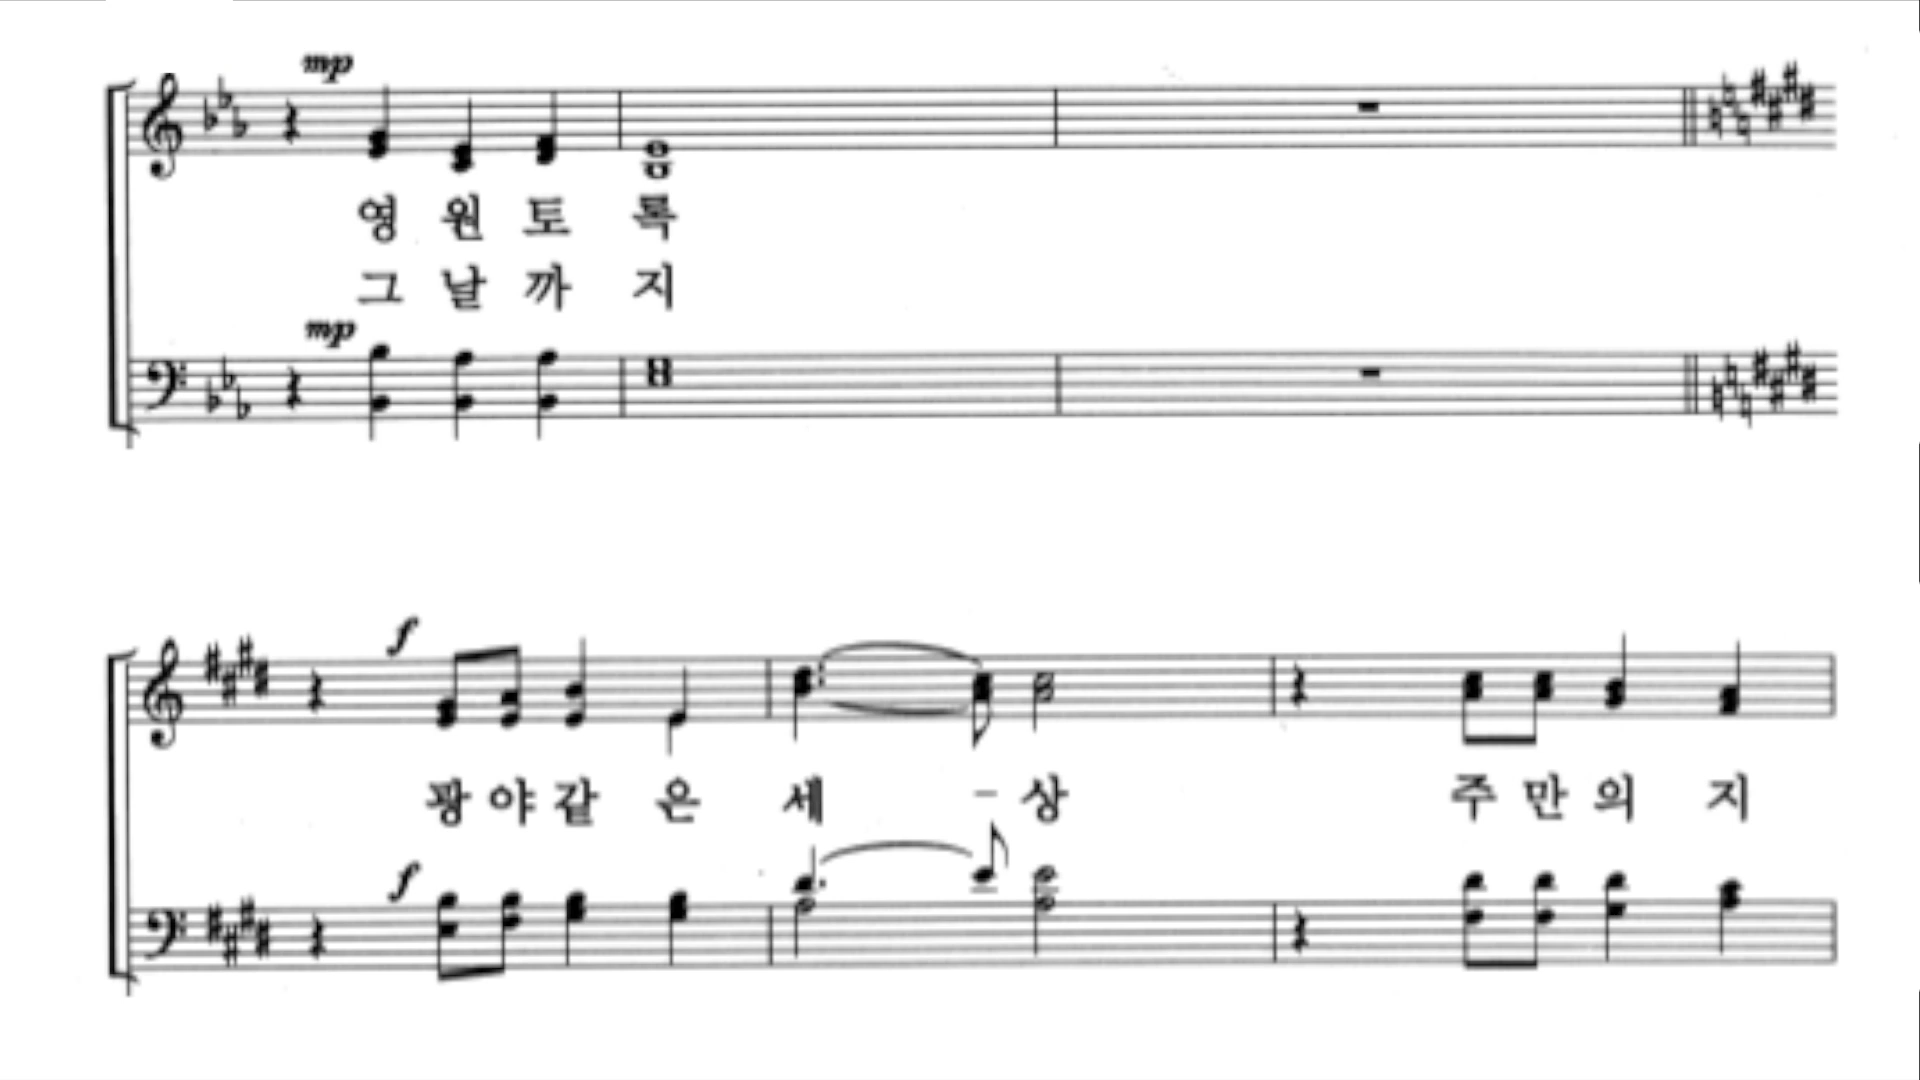 mp
영 원 토 록
그 날 까 지
mp
f
광 야 같 은 세 - 상 주 만 의 지
f